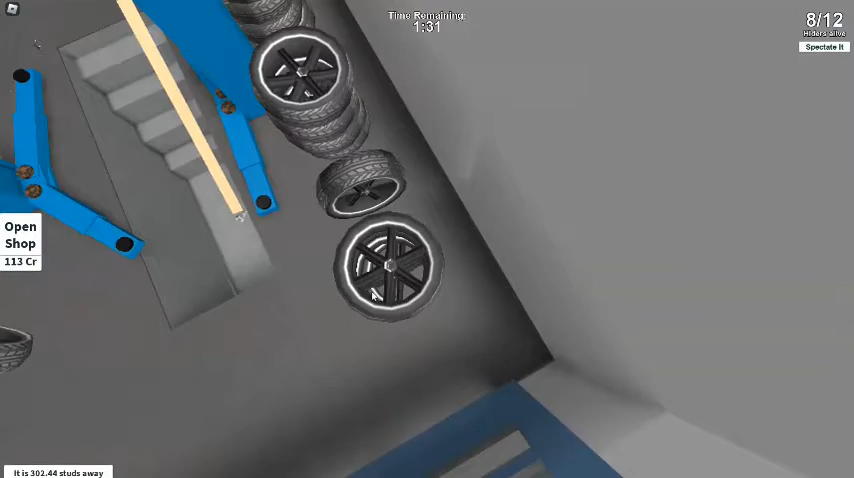 Time Remaining:
1:31
8/12
Hiders alive
Spectate It
Open
Shop
113 Cr
It is 302.44 studs away